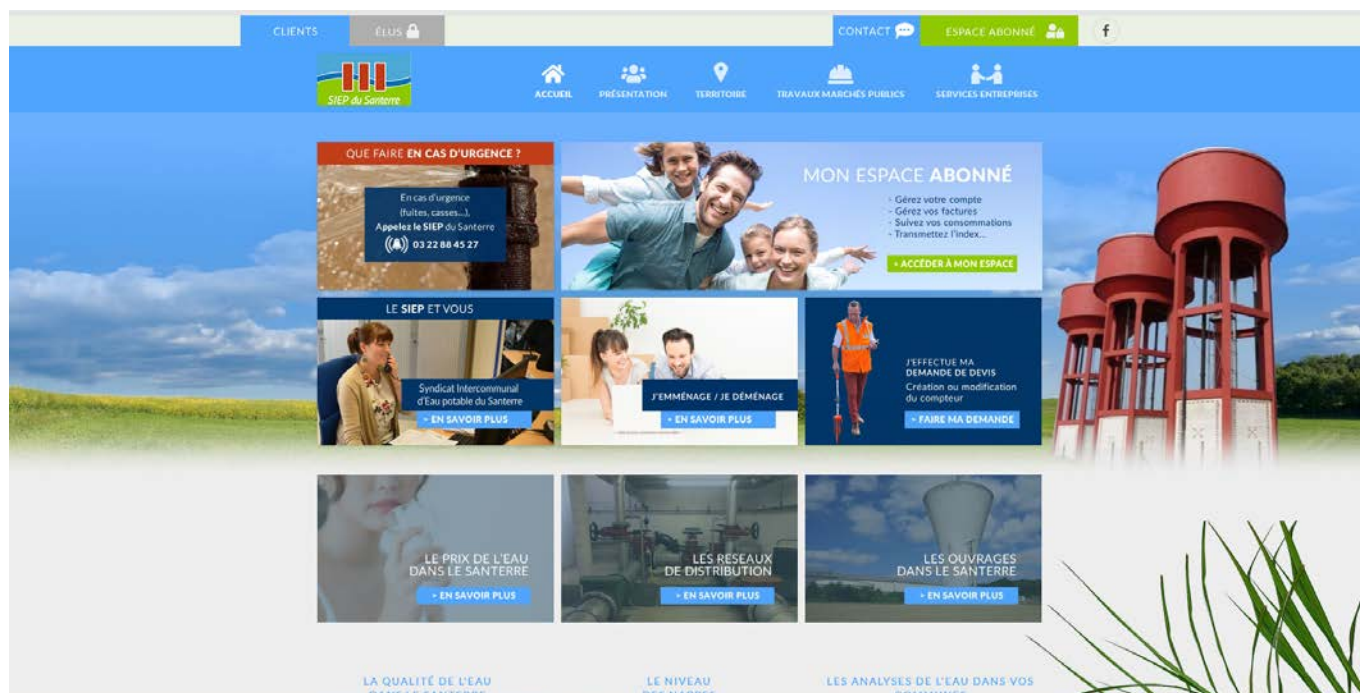 CLIENTS
ÉLUS
CONTACT
ESPACE ABONNÉ
f
SIEP du Santerre
ACCUEIL
PRÉSENTATION
TERRITOIRE
TRAVAUX MARCHÉS PUBLICS
SERVICES ENTREPRISES
QUE FAIRE EN CAS D'URGENCE ?
En cas d'urgence
(fuites, casses...),
Appelez le SIEP du Santerre
03 22 88 45 27
MON ESPACE ABONNÉ
- Gérez votre compte
- Gérez vos factures
- Suivez vos consommations
- Transmettez l'index...
> ACCÉDER À MON ESPACE
LE SIEP ET VOUS
Syndicat Intercommunal
d'Eau potable du Santerre
> EN SAVOIR PLUS
J'EMMÉNAGE / JE DÉMÉNAGE
> EN SAVOIR PLUS
J'EFFECTUE MA
DEMANDE DE DEVIS
Création ou modification
du compteur
> FAIRE MA DEMANDE
LE PRIX DE L'EAU
DANS LE SANTERRE
> EN SAVOIR PLUS
LES RESEAUX
DE DISTRIBUTION
> EN SAVOIR PLUS
LES OUVRAGES
DANS LE SANTERRE
> EN SAVOIR PLUS
LA QUALITÉ DE L'EAU
DANS LE SANTERRE
LE NIVEAU
DES NAPPES
LES ANALYSES DE L'EAU DANS VOS
COMMUNES